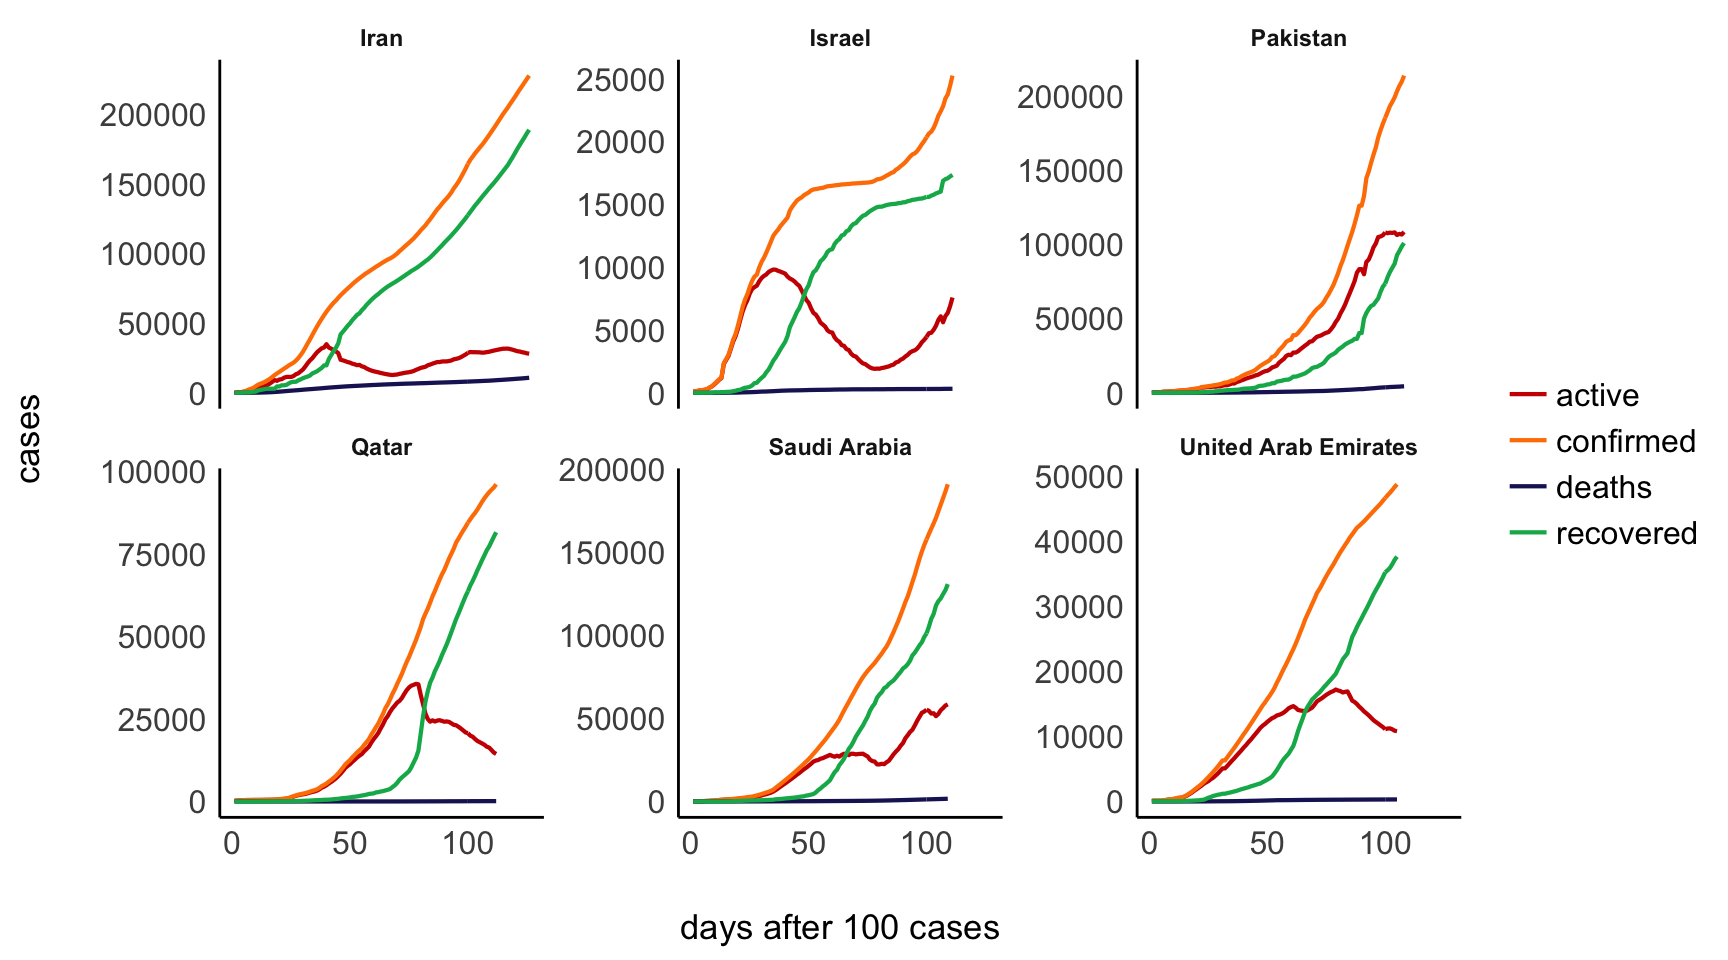 Iran
Israel
Pakistan
200000
150000
100000
50000
0
25000
20000
15000
10000
5000
0
200000
150000
100000
50000
0
cases
Qatar
Saudi Arabia
United Arab Emirates
100000
75000
50000
25000
0
200000
150000
100000
50000
0
50000
40000
30000
20000
10000
0
0 50 100
0 50 100
0 50 100
days after 100 cases
active
confirmed
deaths
recovered